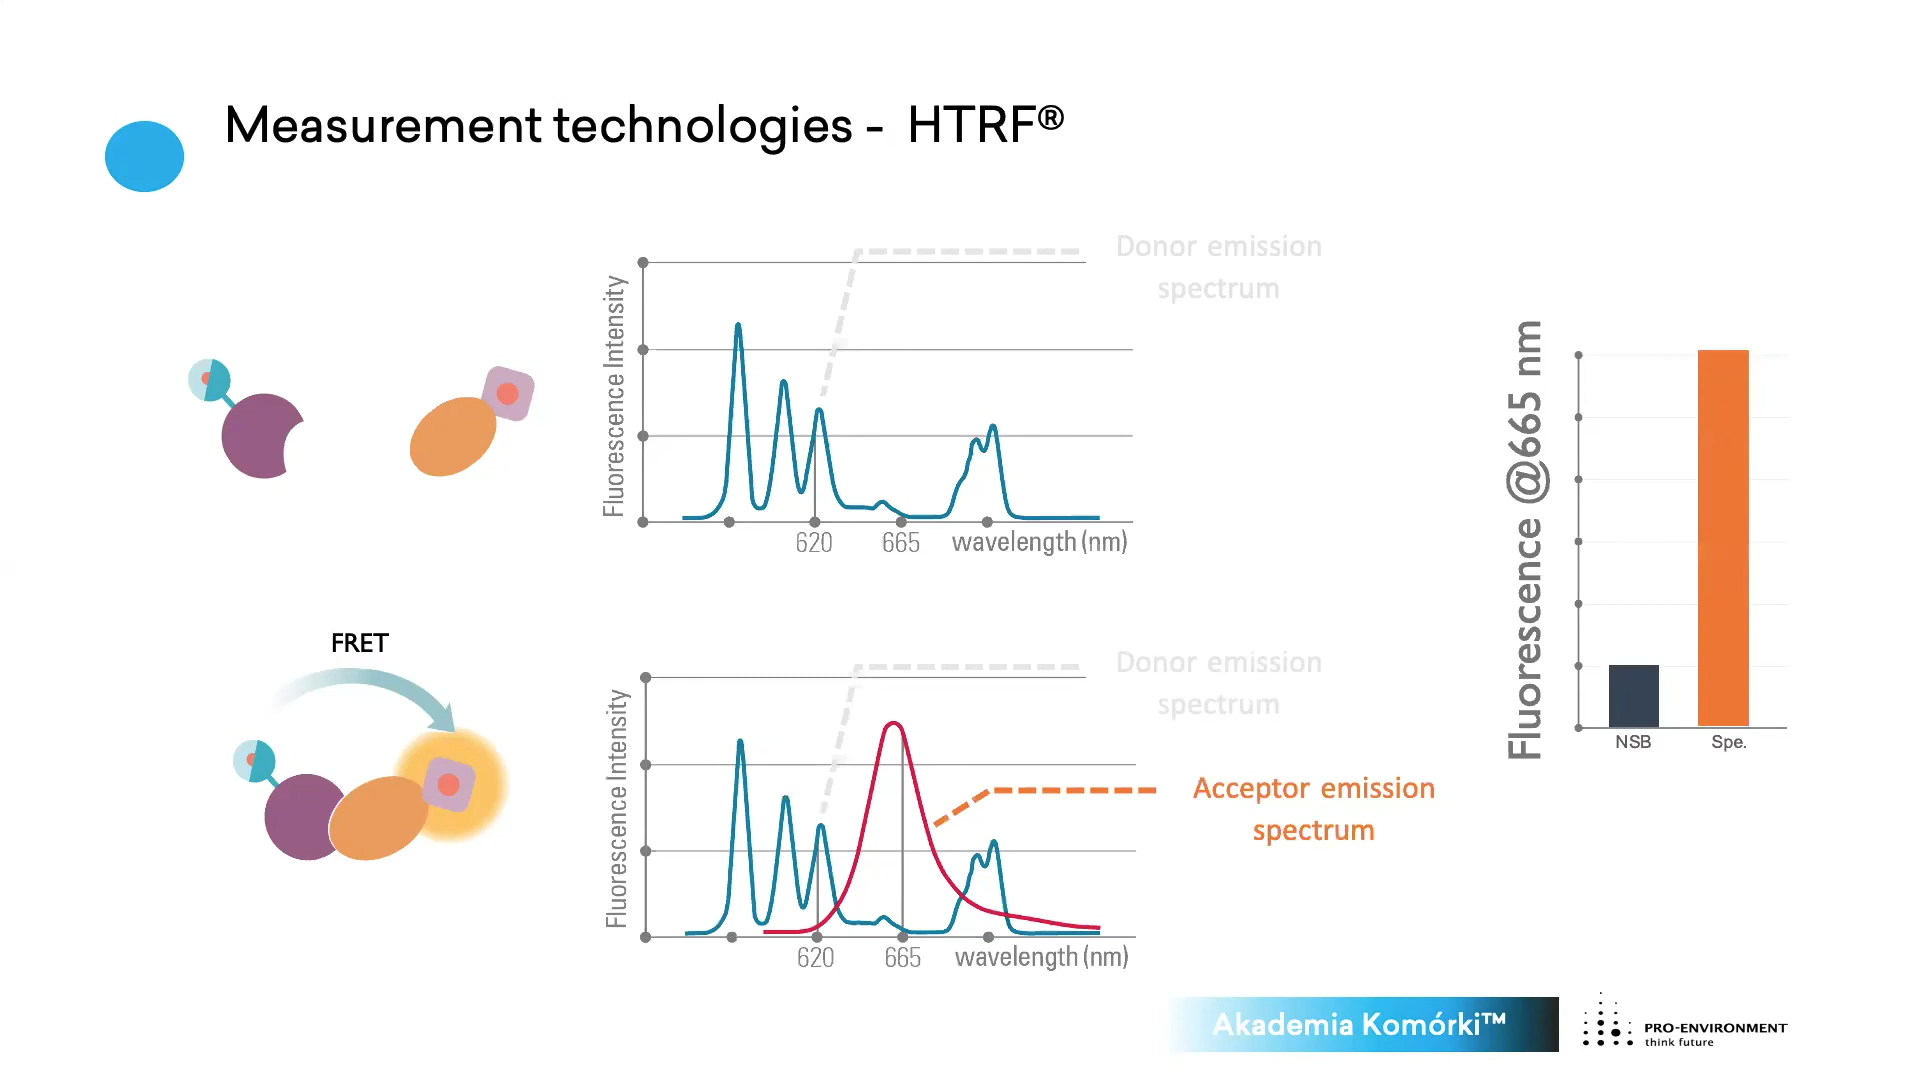 Measurement technologies - HTRF®
Donor emission
spectrum
Fluorescence Intensity
620
665
wavelength (nm)
FRET
Donor emission
spectrum
Acceptor emission
spectrum
Fluorescence Intensity
620
665
wavelength (nm)
Fluorescence @665 nm
NSB
Spe.
Akademia Komórki™
PRO-ENVIRONMENT
think future